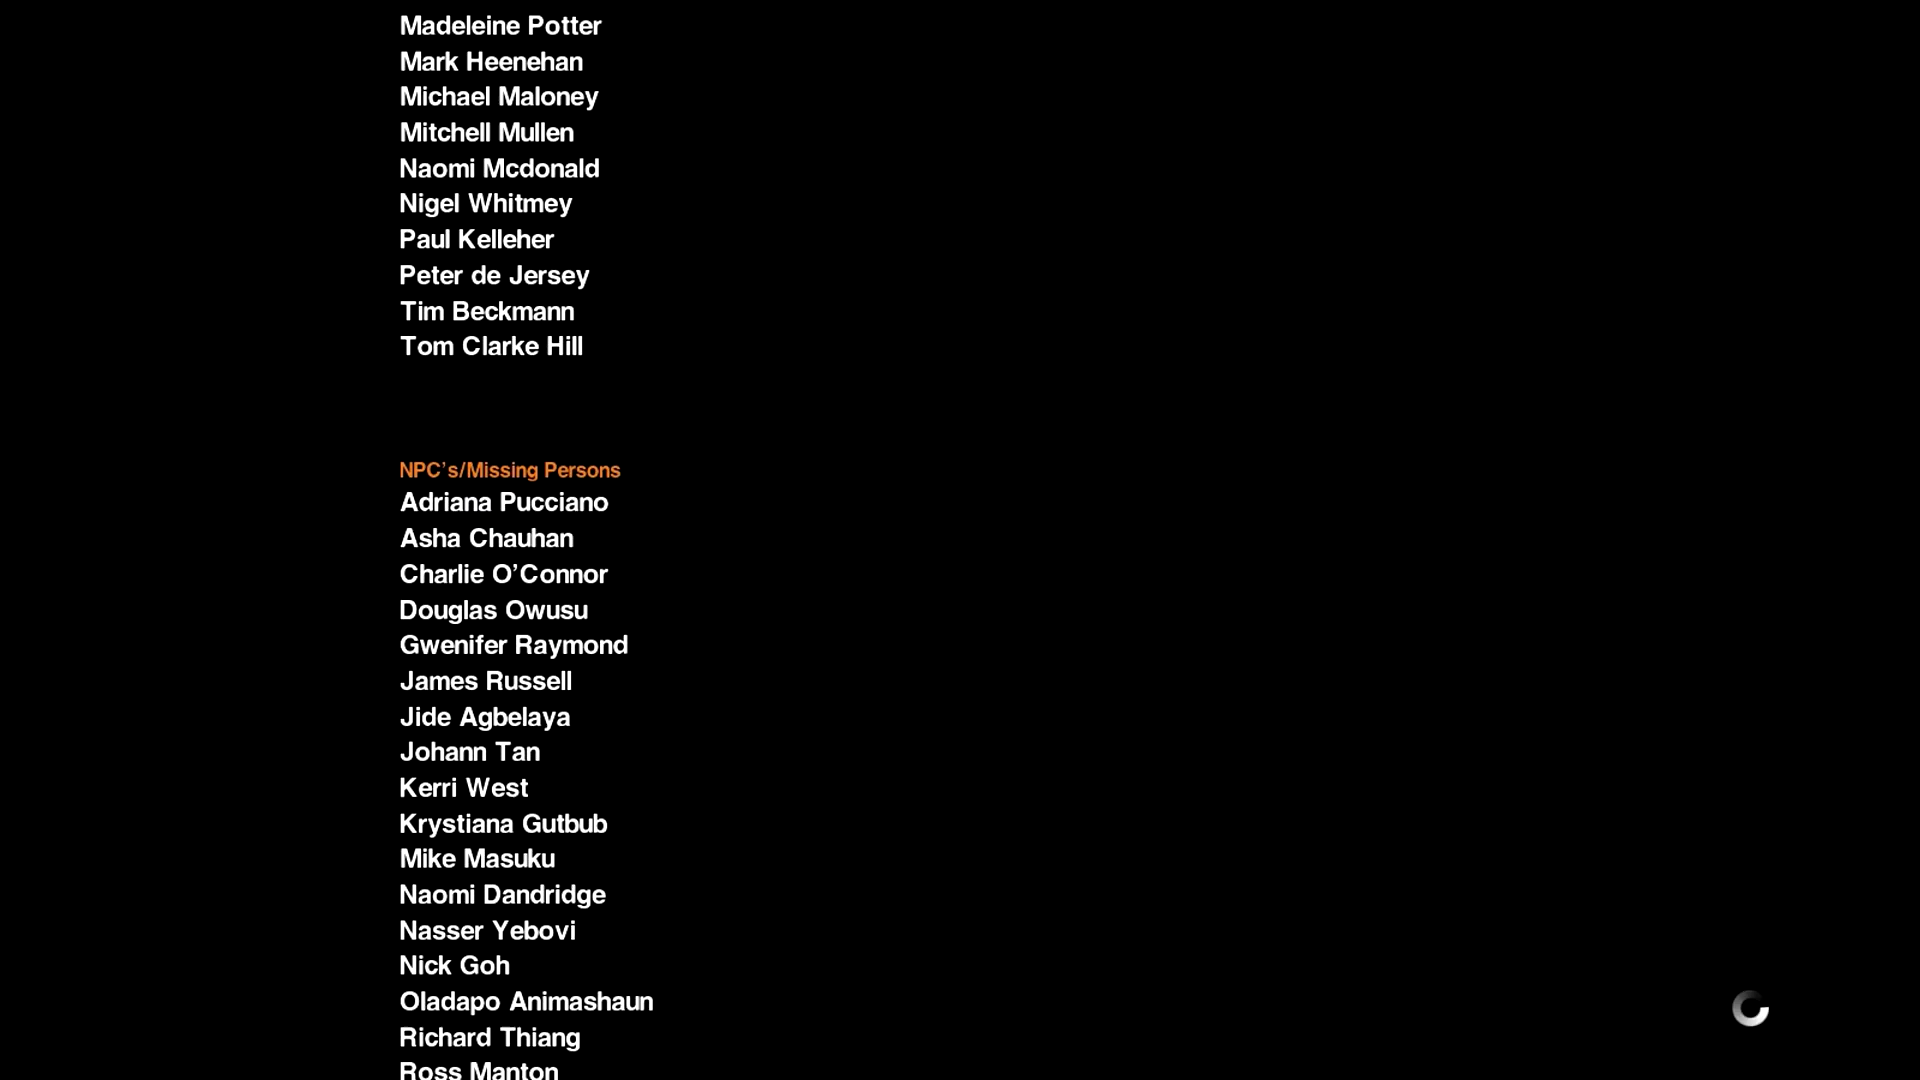 Madeleine Potter
Mark Heenehan
Michael Maloney
Mitchell Mullen
Naomi Mcdonald
Nigel Whitmey
Paul Kelleher
Peter de Jersey
Tim Beckmann
Tom Clarke Hill
NPC’s/Missing Persons
Adriana Pucciano
Asha Chauhan
Charlie O’Connor
Douglas Owusu
Gwenifer Raymond
James Russell
Jide Agbelaya
Johann Tan
Kerri West
Krystiana Gutbub
Mike Masuku
Naomi Dandridge
Nasser Yebovi
Nick Goh
Oladapo Animashaun
Richard Thiang
Ross Manton